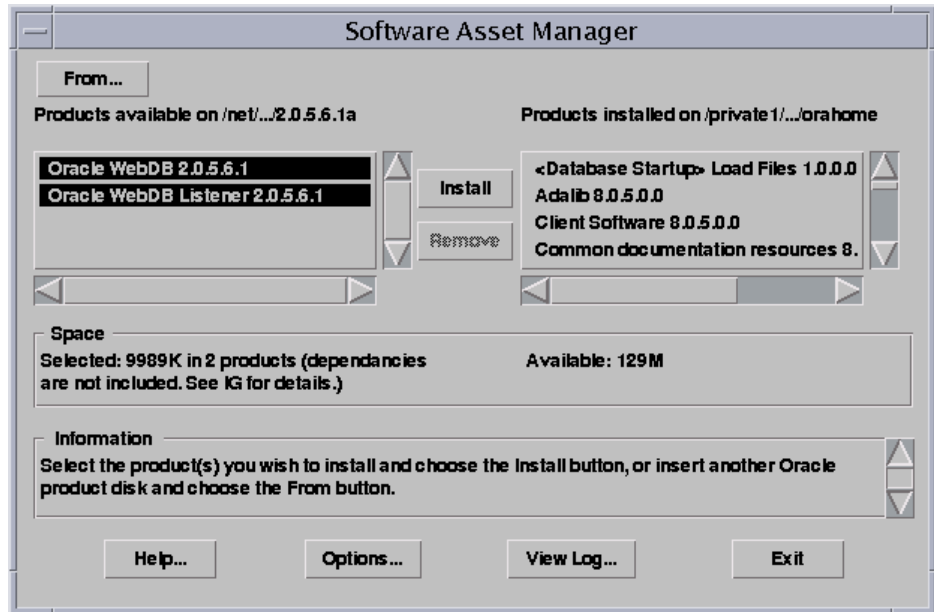 Software Asset Manager
From...
Products available on /net/.../2.0.5.6.1a
Products installed on /private1/.../orahome
Oracle WebDB 2.0.5.6.1
Oracle WebDB Listener 2.0.5.6.1
Install
Remove
<Database Startup> Load Files 1.0.0.0
Adalib 8.0.5.0.0
Client Software 8.0.5.0.0
Common documentation resources 8.
Space
Selected: 9989K in 2 products (dependancies
are not included. See IG for details.)
Available: 129M
Information
Select the product(s) you wish to install and choose the Install button, or insert another Oracle
product disk and choose the From button.
Help...
Options...
View Log...
Exit